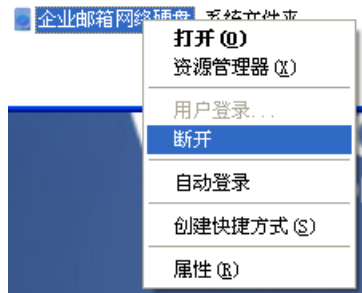 企业邮箱网络硬盘 系统文件夹
打开(O)
资源管理器(X)
用户登录...
断开
自动登录
创建快捷方式(S)
属性(R)